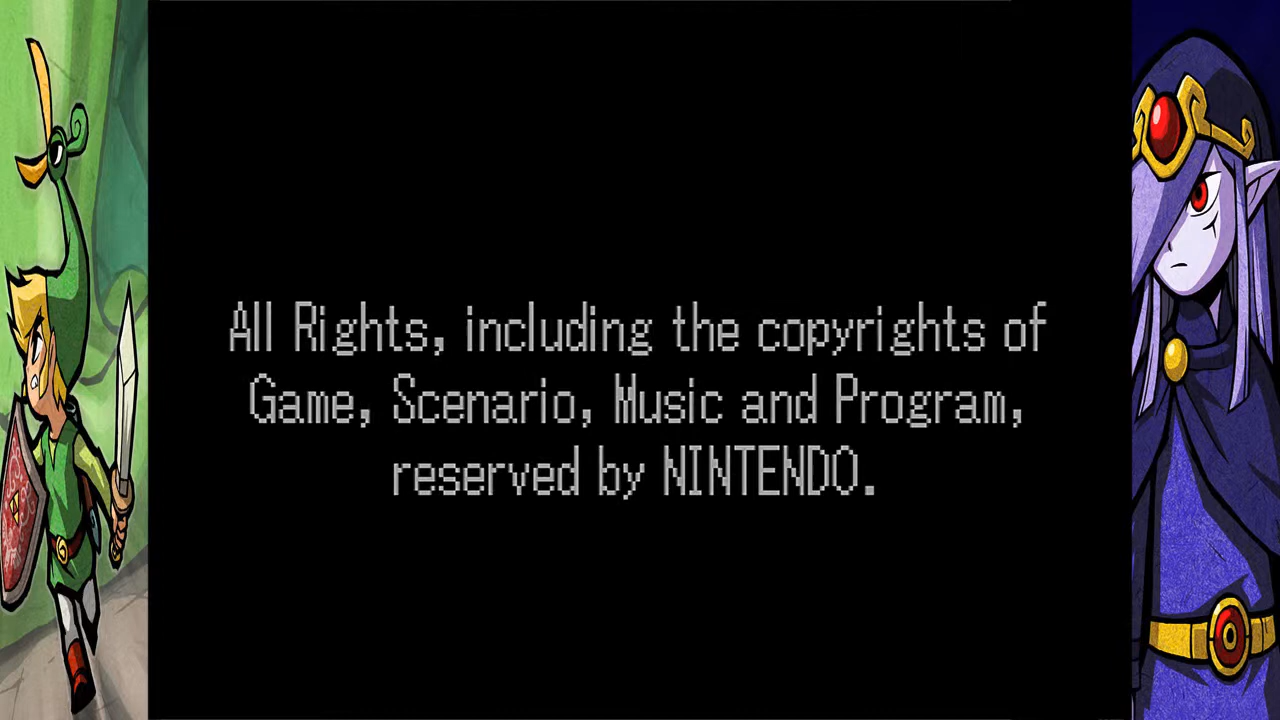 All Rights, including the copyrights of
Game, Scenario, Music and Program,
reserved by NINTENDO.